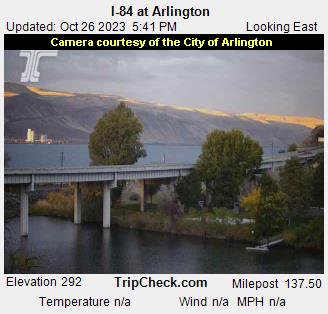 I-84 at Arlington
Updated: Oct 26 2023 5:41 PM Looking East
Camera courtesy of the City of Arlington
Elevation 292 TripCheck.com Milepost 137.50
Temperature n/a Wind n/a MPH n/a